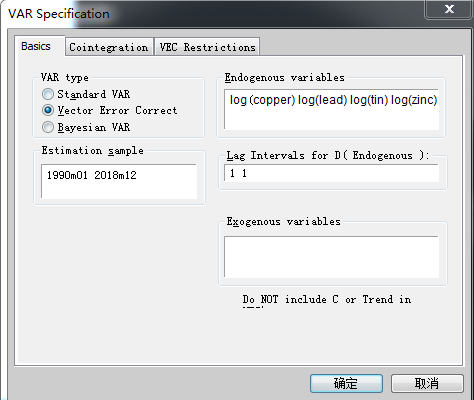 VAR Specification
Basics
Cointegration
VEC Restrictions
VAR type
Standard VAR
Vector Error Correct
Bayesian VAR
Estimation sample
1990m01 2018m12
Endogenous variables
log (copper) log(lead) log(tin) log(zinc)
Lag Intervals for D( Endogenous ):
1 1
Exogenous variables
Do NOT include C or Trend in
确定
取消